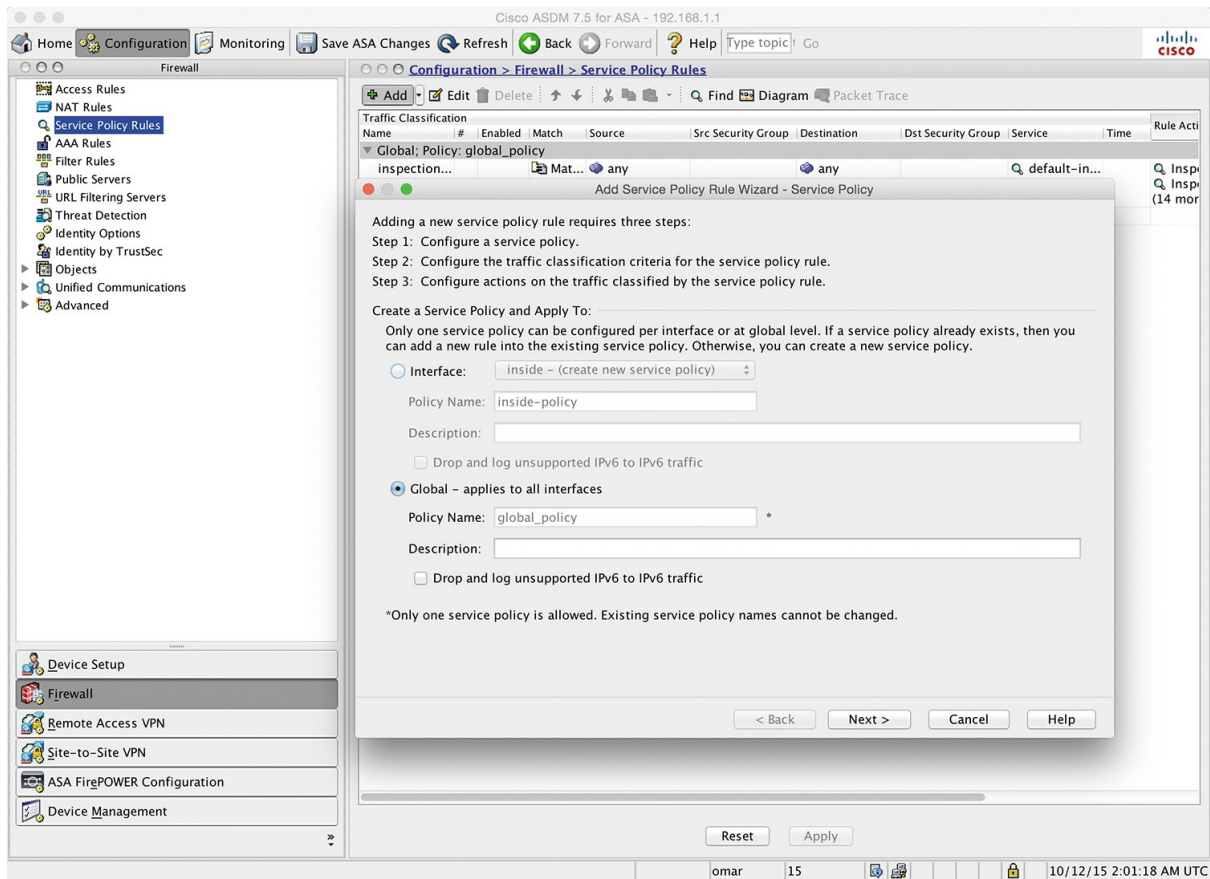 Cisco ASDM 7.5 for ASA - 192.168.1.1
Home Configuration Monitoring Save ASA Changes Refresh Back Forward Help Type topic Go
cisco
Firewall
Configuration > Firewall > Service Policy Rules
Access Rules
NAT Rules
Service Policy Rules
AAA Rules
Filter Rules
Public Servers
URL Filtering Servers
Threat Detection
Identity Options
Identity by TrustSec
Objects
Unified Communications
Advanced
Device Setup
Firewall
Remote Access VPN
Site-to-Site VPN
ASA FirePOWER Configuration
Device Management
»
Add Edit Delete Find Diagram Packet Trace
Traffic Classification
Name # Enabled Match Source Src Security Group Destination Dst Security Group Service Time Rule Acti
Global; Policy: global_policy
inspection... Mat... any any default-in... Insp
Insp
(14 mor
Add Service Policy Rule Wizard - Service Policy
Adding a new service policy rule requires three steps:
Step 1: Configure a service policy.
Step 2: Configure the traffic classification criteria for the service policy rule.
Step 3: Configure actions on the traffic classified by the service policy rule.
Create a Service Policy and Apply To:
Only one service policy can be configured per interface or at global level. If a service policy already exists, then you
can add a new rule into the existing service policy. Otherwise, you can create a new service policy.
Interface: inside - (create new service policy)
Policy Name: inside-policy
Description:
Drop and log unsupported IPv6 to IPv6 traffic
Global - applies to all interfaces
Policy Name: global_policy *
Description:
Drop and log unsupported IPv6 to IPv6 traffic
*Only one service policy is allowed. Existing service policy names cannot be changed.
< Back Next > Cancel Help
Reset Apply
omar 15 10/12/15 2:01:18 AM UTC